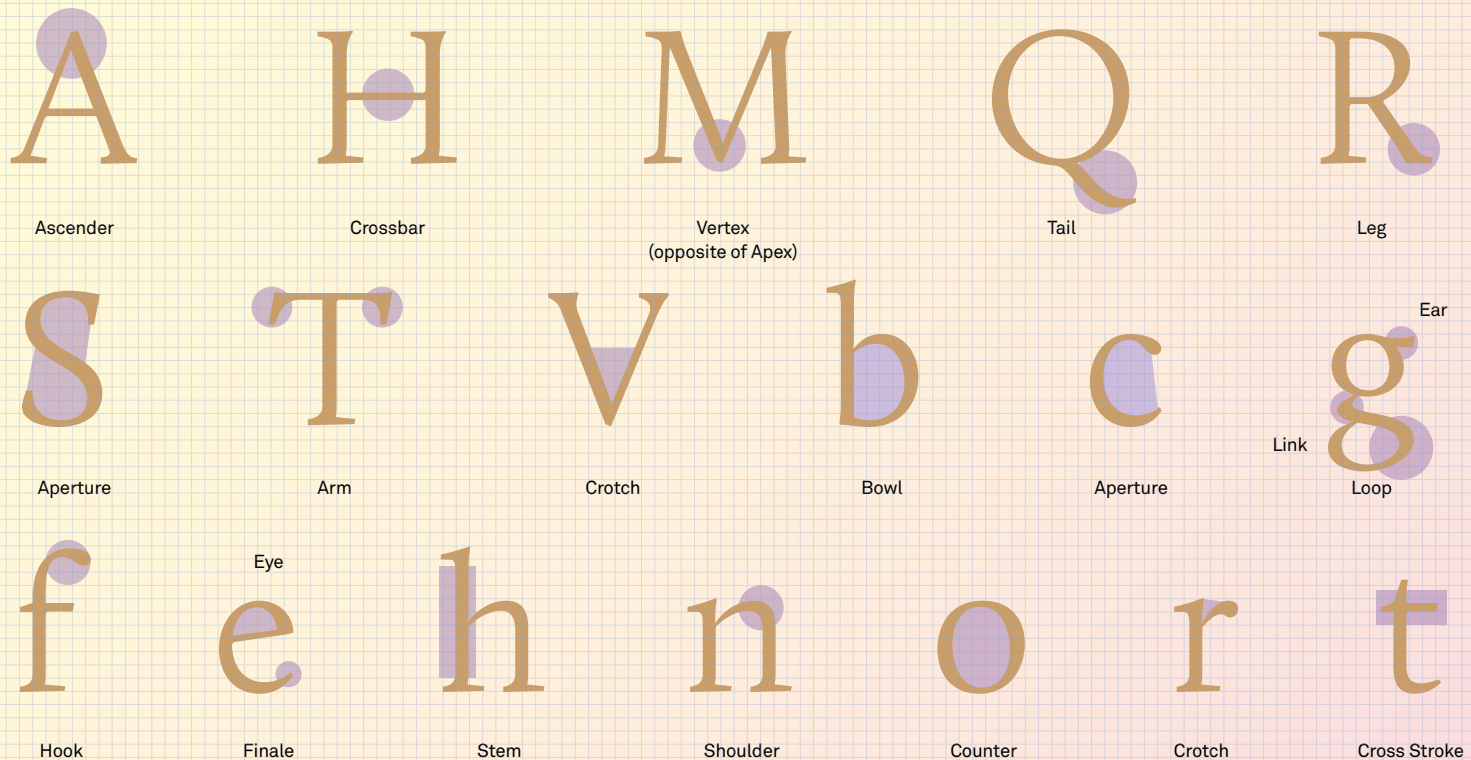 A H M Q R
Ascender Crossbar Vertex Tail Leg
(opposite of Apex)
S T V b c g
Ear
Link
Aperture Arm Crotch Bowl Aperture Loop
f e h n o r t
Eye
Hook Finale Stem Shoulder Counter Crotch Cross Stroke